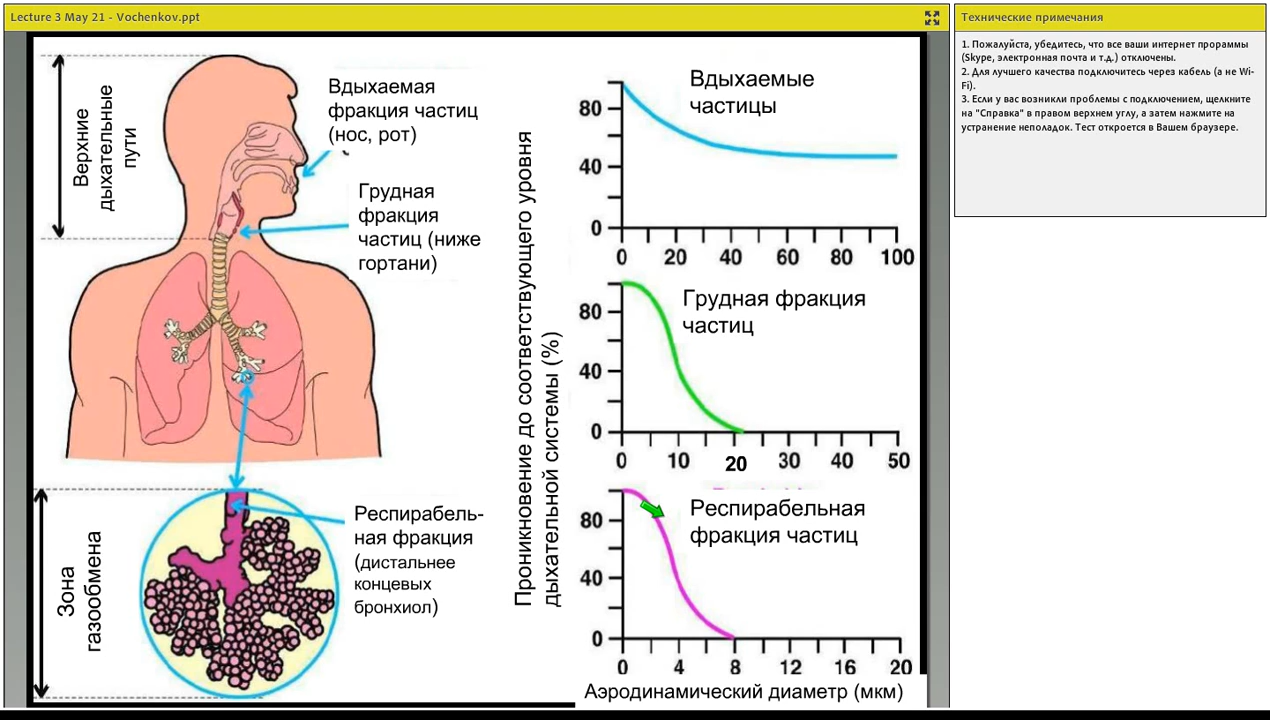 Lecture 3 May 21 - Vochenkov.ppt
Верхние
дыхательные
пути
Вдыхаемая
фракция частиц
(нос, рот)
Грудная
фракция
частиц (ниже
гортани)
Зона
газообмена
Респирабель-
ная фракция
(дистальнее
концевых
бронхиол)
Проникновение до соответствующего уровня
дыхательной системы (%)
Вдыхаемые
частицы
80
40
0
0 20 40 60 80 100
Грудная фракция
частиц
80
40
0
0 10 20 30 40 50
Респирабельная
фракция частиц
80
40
0
0 4 8 12 16 20
Аэродинамический диаметр (мкм)
Технические примечания
1. Пожалуйста, убедитесь, что все ваши интернет прораммы
(Skype, электронная почта и т.д.) отключены.
2. Для лучшего качества подключитесь через кабель (а не Wi-
Fi).
3. Если у вас возникли проблемы с подключением, щелкните
на "Справка" в правом верхнем углу, а затем нажмите на
устранение неполадок. Тест откроется в Вашем браузере.